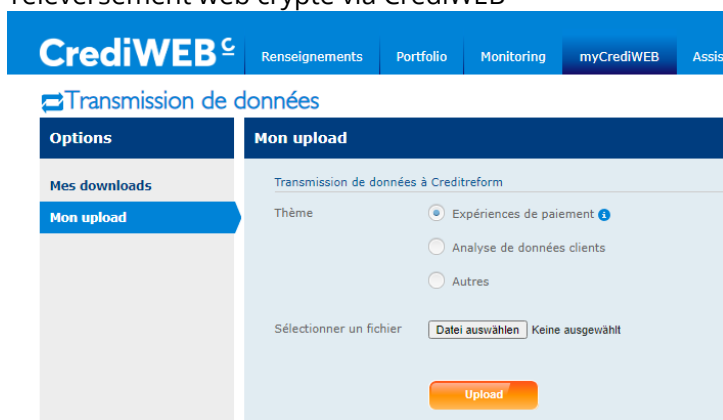 Téléversement web crypté via CrediWEB
CrediWEB Renseignements Portfolio Monitoring myCrediWEB
Transmission de données
Options
Mon upload
Mes downloads
Mon upload
Transmission de données à Creditreform
Thème
Expériences de paiement
Analyse de données clients
Autres
Sélectionner un fichier
Datei auswählen Keine ausgewählt
Upload